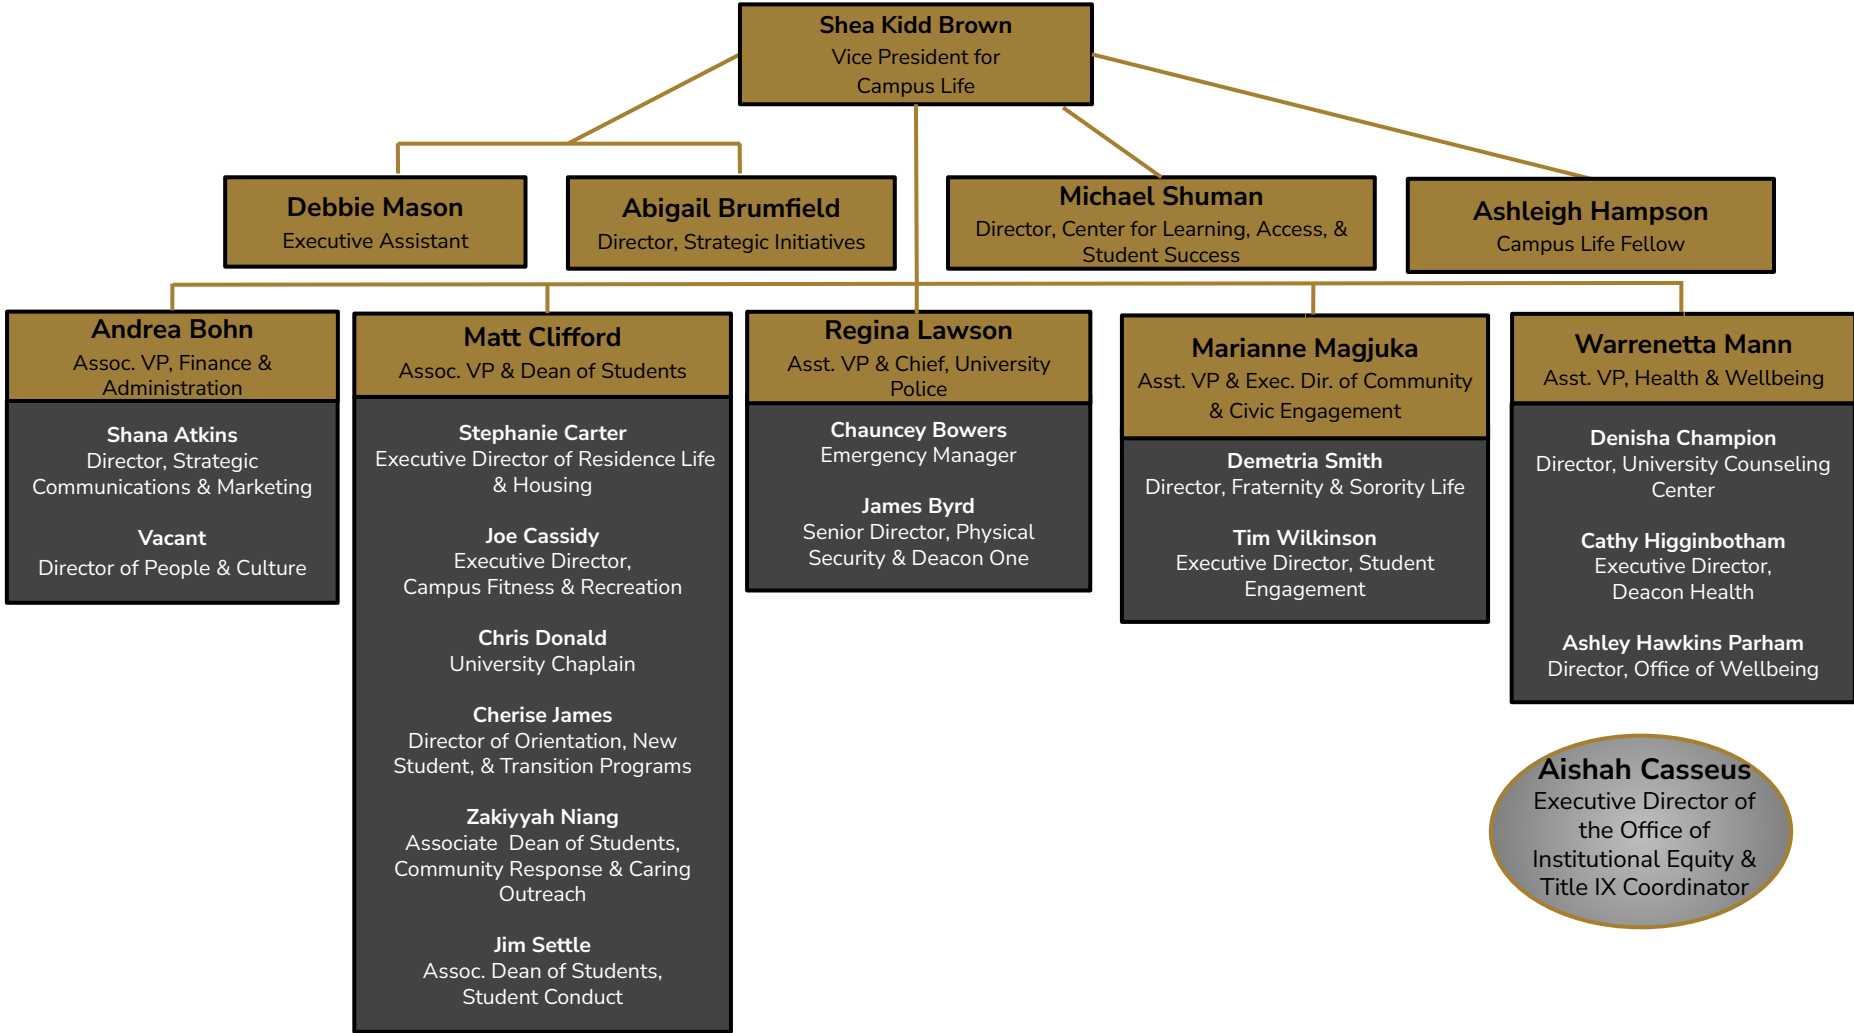 Shea Kidd Brown
Vice President for
Campus Life
Debbie Mason
Executive Assistant
Abigail Brumfield
Director, Strategic Initiatives
Michael Shuman
Director, Center for Learning, Access, &
Student Success
Ashleigh Hampson
Campus Life Fellow
Andrea Bohn
Assoc. VP, Finance &
Administration
Shana Atkins
Director, Strategic
Communications & Marketing
Vacant
Director of People & Culture
Matt Clifford
Assoc. VP & Dean of Students
Stephanie Carter
Executive Director of Residence Life
& Housing
Joe Cassidy
Executive Director,
Campus Fitness & Recreation
Chris Donald
University Chaplain
Cherise James
Director of Orientation, New
Student, & Transition Programs
Zakiyyah Niang
Associate  Dean of Students,
Community Response & Caring
Outreach
Jim Settle
Assoc. Dean of Students,
Student Conduct
Regina Lawson
Asst. VP & Chief, University
Police
Chauncey Bowers
Emergency Manager
James Byrd
Senior Director, Physical
Security & Deacon One
Marianne Magjuka
Asst. VP & Exec. Dir. of Community
& Civic Engagement
Demetria Smith
Director, Fraternity & Sorority Life
Tim Wilkinson
Executive Director, Student
Engagement
Warrenetta Mann
Asst. VP, Health & Wellbeing
Denisha Champion
Director, University Counseling
Center
Cathy Higginbotham
Executive Director,
Deacon Health
Ashley Hawkins Parham
Director, Office of Wellbeing
Aishah Casseus
Executive Director of
the Office of
Institutional Equity &
Title IX Coordinator